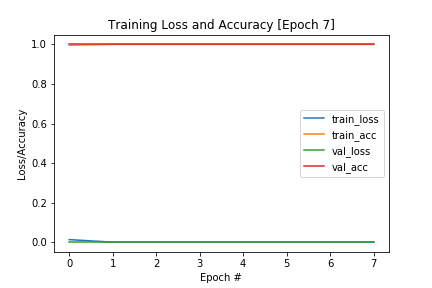 Training Loss and Accuracy [Epoch 7]
Loss/Accuracy
1.0
0.8
0.6
0.4
0.2
0.0
train_loss
train_acc
val_loss
val_acc
0 1 2 3 4 5 6 7
Epoch #